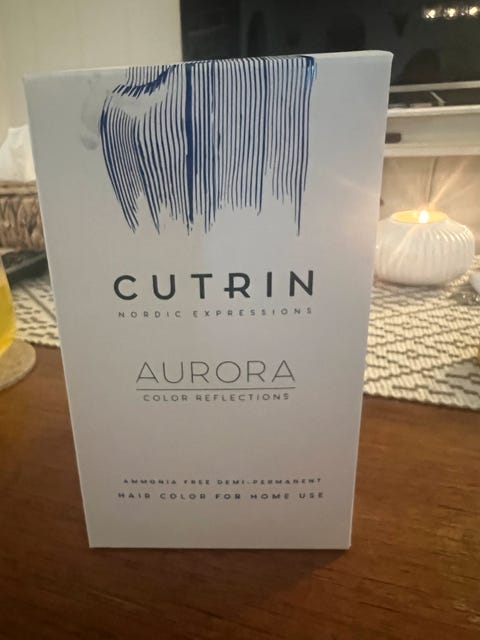 CUTRIN
NORDIC EXPRESSIONS
AURORA
COLOR REFLECTIONS
AMMONIA FREE DEMI-PERMANENT
HAIR COLOR FOR HOME USE